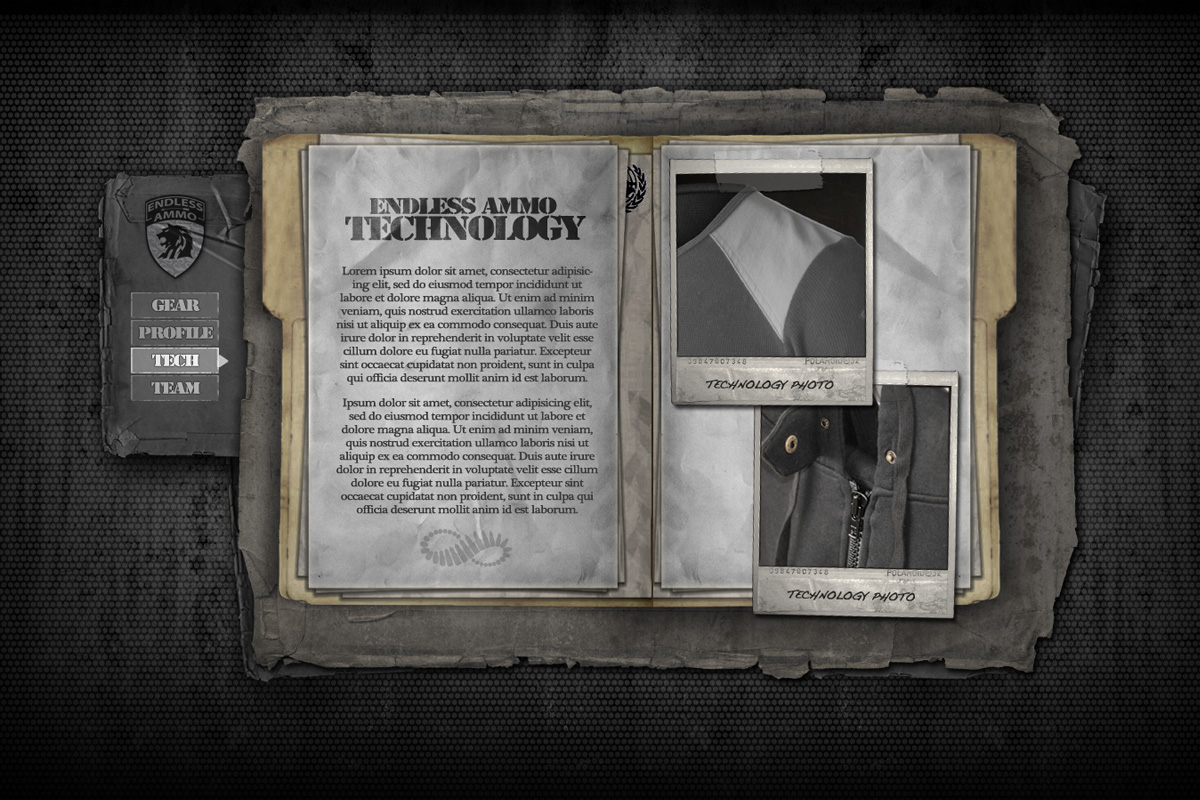 ENDLESS
AMMO
GEAR
PROFILE
TECH
TEAM
ENDLESS AMMO
TECHNOLOGY
Lorem ipsum dolor sit amet, consectetur adipisic-
ing elit, sed do eiusmod tempor incididunt ut
labore et dolore magna aliqua. Ut enim ad minim
veniam, quis nostrud exercitation ullamco laboris
nisi ut aliquip ex ea commodo consequat. Duis aute
irure dolor in reprehenderit in voluptate velit esse
cillum dolore eu fugiat nulla pariatur. Excepteur
sint occaecat cupidatat non proident, sunt in culpa
qui officia deserunt mollit anim id est laborum.
Ipsum dolor sit amet, consectetur adipisicing elit,
sed do eiusmod tempor incididunt ut labore et
dolore magna aliqua. Ut enim ad minim veniam,
quis nostrud exercitation ullamco laboris nisi ut
aliquip ex ea commodo consequat. Duis aute irure
dolor in reprehenderit in voluptate velit esse cillum
dolore eu fugiat nulla pariatur. Excepteur sint
occaecat cupidatat non proident, sunt in culpa qui
officia deserunt mollit anim id est laborum.
TECHNOLOGY PHOTO
TECHNOLOGY PHOTO